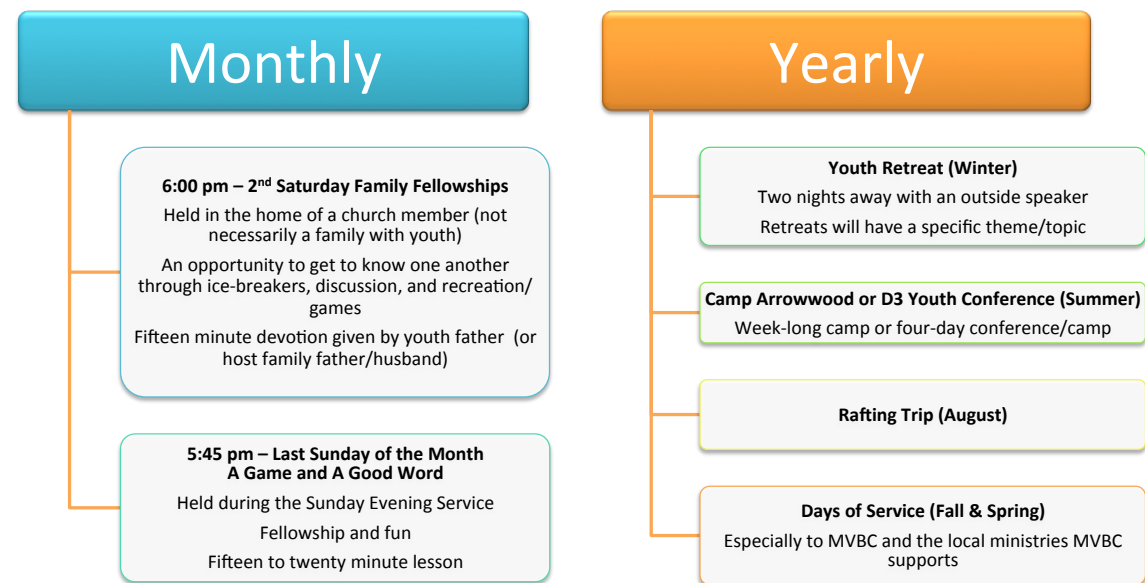 Monthly
6:00 pm – 2nd Saturday Family Fellowships
Held in the home of a church member (not
necessarily a family with youth)
An opportunity to get to know one another
through ice-breakers, discussion, and recreation/
games
Fifteen minute devotion given by youth father (or
host family father/husband)
5:45 pm – Last Sunday of the Month
A Game and A Good Word
Held during the Sunday Evening Service
Fellowship and fun
Fifteen to twenty minute lesson
Yearly
Youth Retreat (Winter)
Two nights away with an outside speaker
Retreats will have a specific theme/topic
Camp Arrowwood or D3 Youth Conference (Summer)
Week-long camp or four-day conference/camp
Rafting Trip (August)
Days of Service (Fall & Spring)
Especially to MVBC and the local ministries MVBC
supports